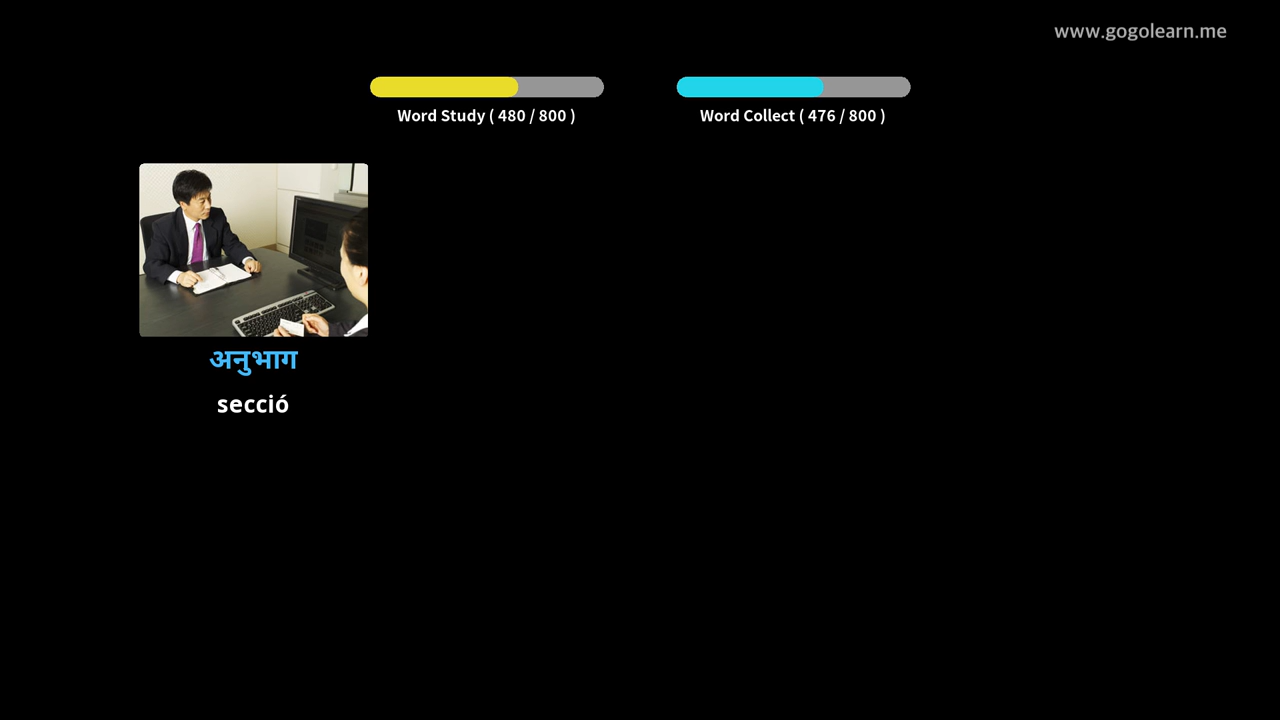 www.gogolearn.me
Word Study ( 480 / 800 )
Word Collect ( 476 / 800 )
अनुभाग
secció